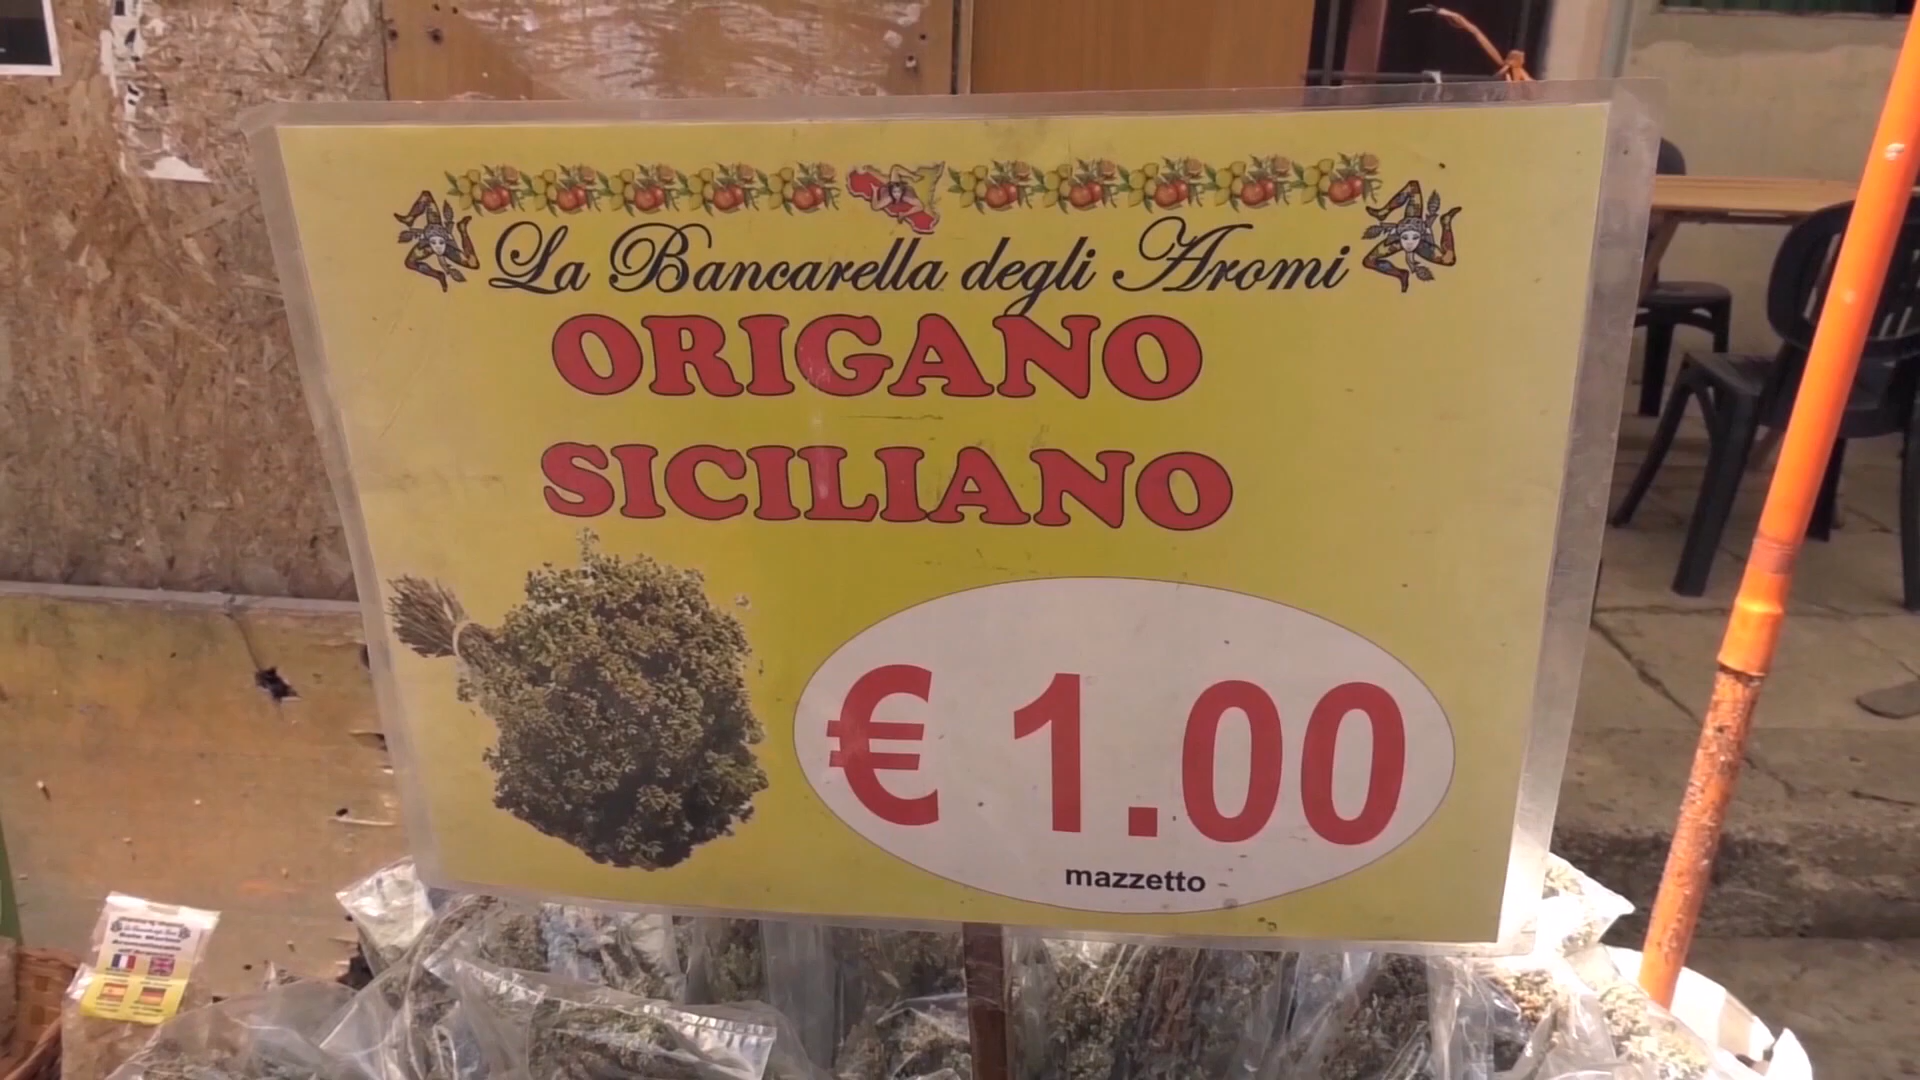 La Bancarella degli Aromi
ORIGANO
SICILIANO
€ 1.00
mazzetto